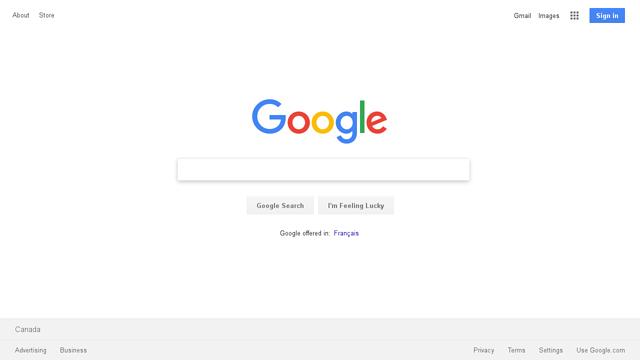 About Store Gmail Images Sign in
Google
Google Search I'm Feeling Lucky
Google offered in: Français
Canada
Advertising Business Privacy Terms Settings Use Google.com